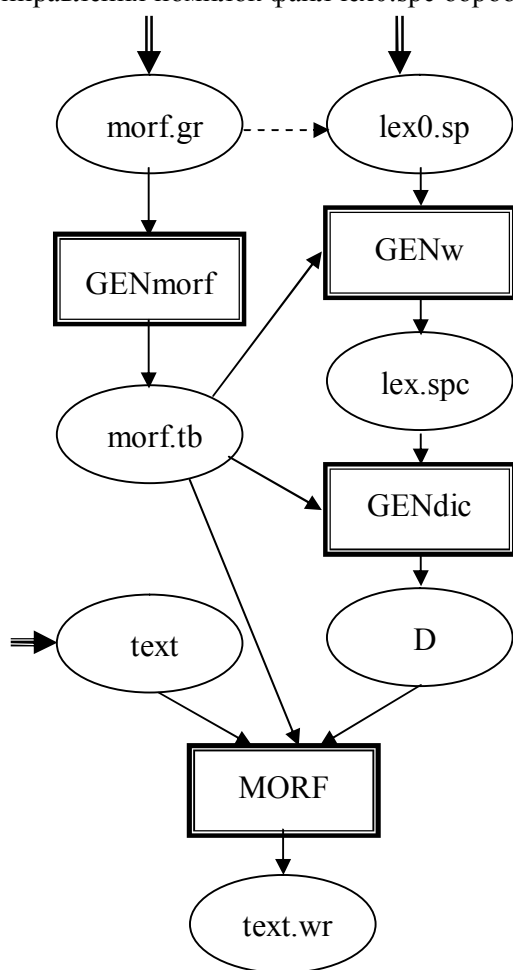 morf.gr
lex0.sp
GENw
GENmorf
lex.spc
morf.tb
GENdic
text
D
MORF
text.wr